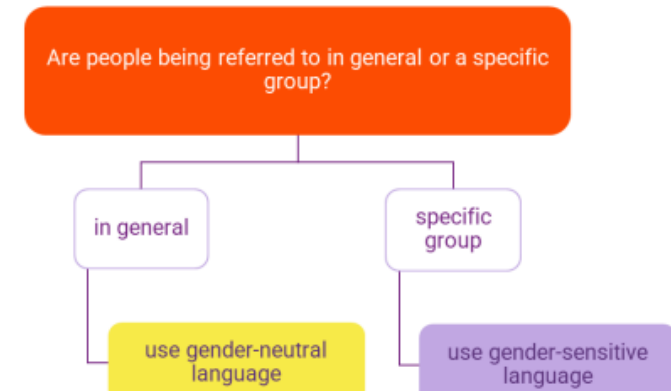 Are people being referred to in general or a specific
group?
in general
specific
group
use gender-neutral
language
use gender-sensitive
language